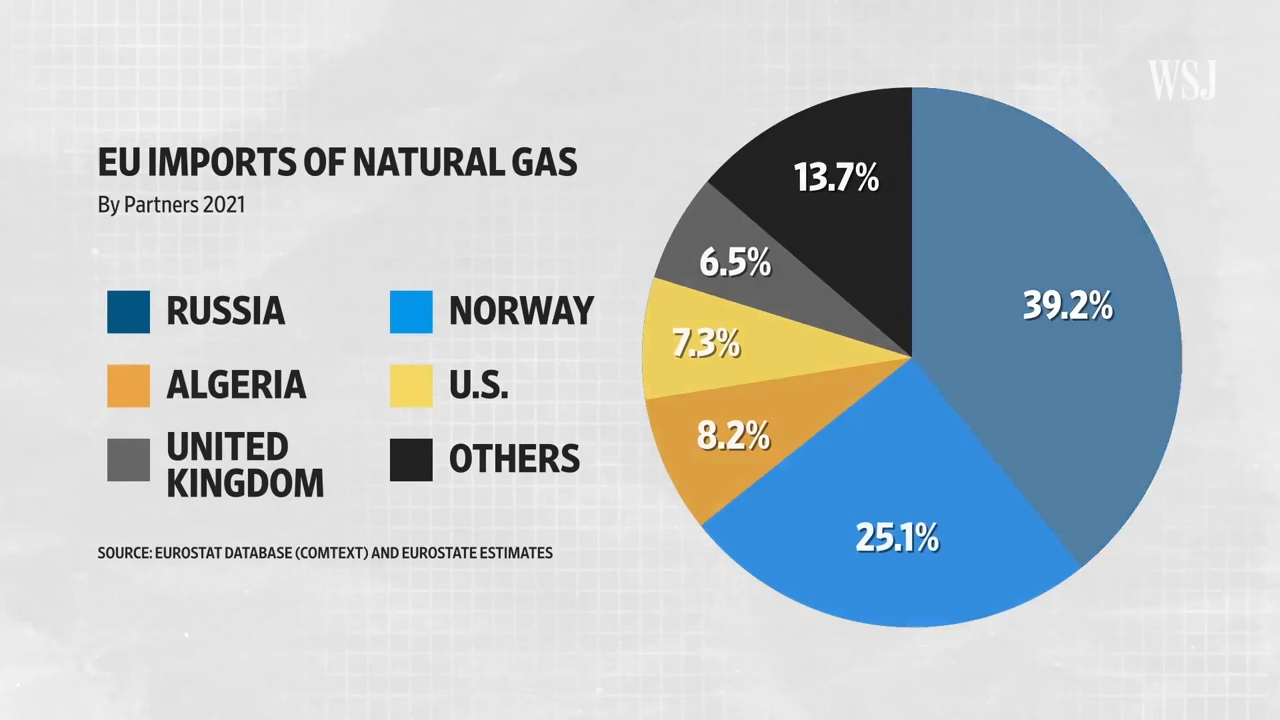 WSJ
EU IMPORTS OF NATURAL GAS
By Partners 2021
RUSSIA
NORWAY
ALGERIA
U.S.
UNITED
KINGDOM
OTHERS
SOURCE: EUROSTAT DATABASE (COMTEXT) AND EUROSTATE ESTIMATES
13.7%
6.5%
39.2%
7.3%
8.2%
25.1%